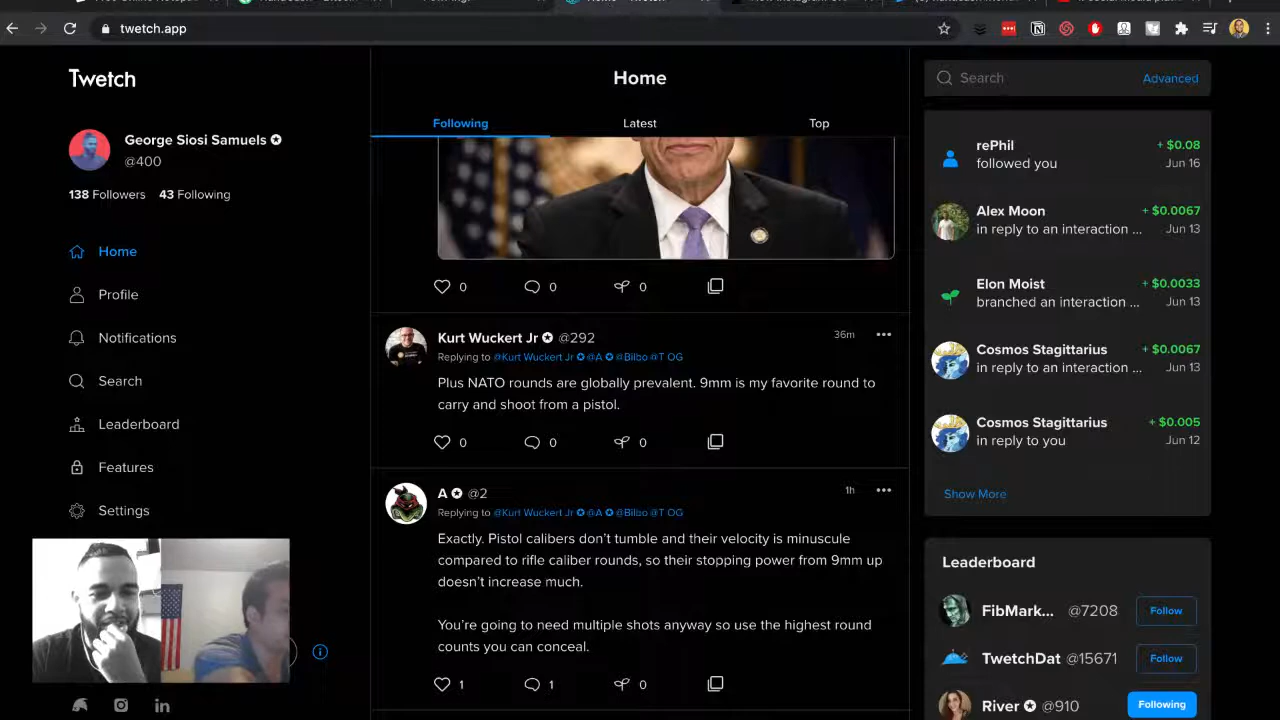 twetch.app
Twetch
George Siosi Samuels
@400
138 Followers 43 Following
Home
Profile
Notifications
Search
Leaderboard
Features
Settings
Home
Following Latest Top
0 0 0
Kurt Wuckert Jr @292 36m
Replying to @Kurt Wuckert Jr @A @Bilbo @T OG
Plus NATO rounds are globally prevalent. 9mm is my favorite round to
carry and shoot from a pistol.
0 0 0
A @2 1h
Replying to @Kurt Wuckert Jr @A @Bilbo @T OG
Exactly. Pistol calibers don’t tumble and their velocity is minuscule
compared to rifle caliber rounds, so their stopping power from 9mm up
doesn’t increase much.
You’re going to need multiple shots anyway so use the highest round
counts you can conceal.
1 1 0
Search Advanced
rePhil + $0.08
followed you Jun 16
Alex Moon + $0.0067
in reply to an interaction ... Jun 13
Elon Moist + $0.0033
branched an interaction ... Jun 13
Cosmos Stagittarius + $0.0067
in reply to an interaction ... Jun 13
Cosmos Stagittarius + $0.005
in reply to you Jun 12
Show More
Leaderboard
FibMark... @7208 Follow
TwetchDat @15671 Follow
River @910 Following